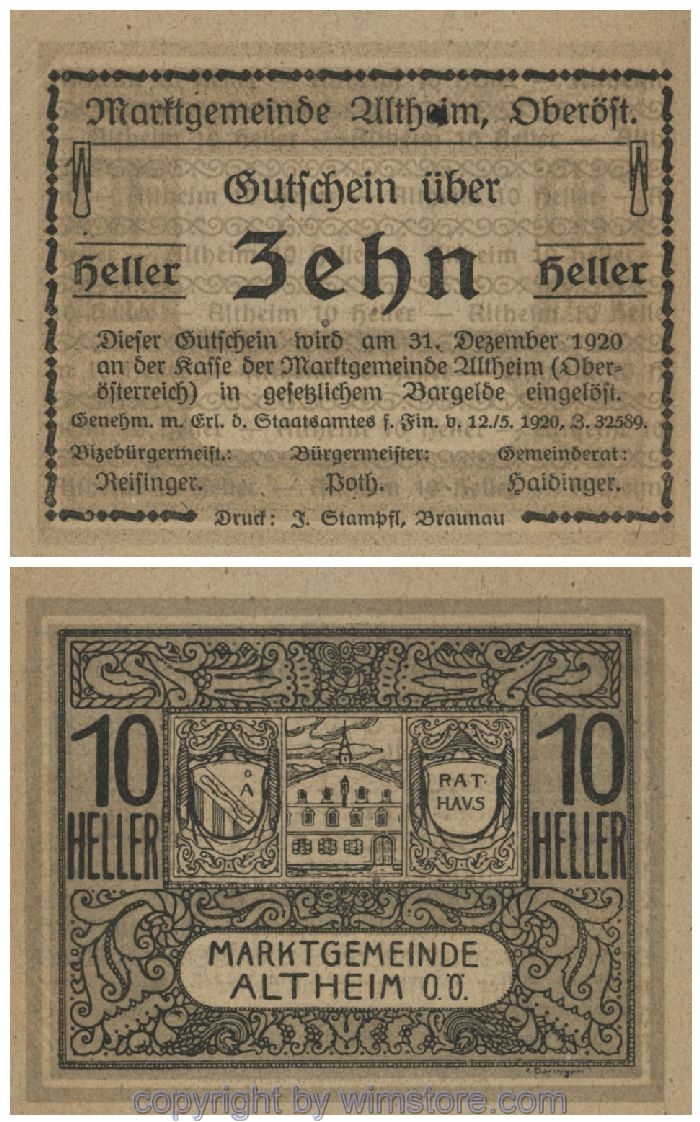 Marktgemeinde Altheim, Oberöst.
Gutschein über
Heller Zehn Heller
Dieser Gutschein wird am 31. Dezember 1920
an der Kasse der Marktgemeinde Altheim (Ober-
österreich) in gesetzlichem Bargelde eingelöst.
Genehm. m. Erl. d. Staatsamtes f. Fin. v. 12./5. 1920, Z. 32589.
Vizebürgermeist.: Bürgermeister: Gemeinderat:
Reisinger. Poth. Haidinger.
Druck: J. Stampfl, Braunau
10 HELLER
A
RAT-
HAVS
10 HELLER
MARKTGEMEINDE
ALTHEIM O.Ö.
copyright by wimstore.com